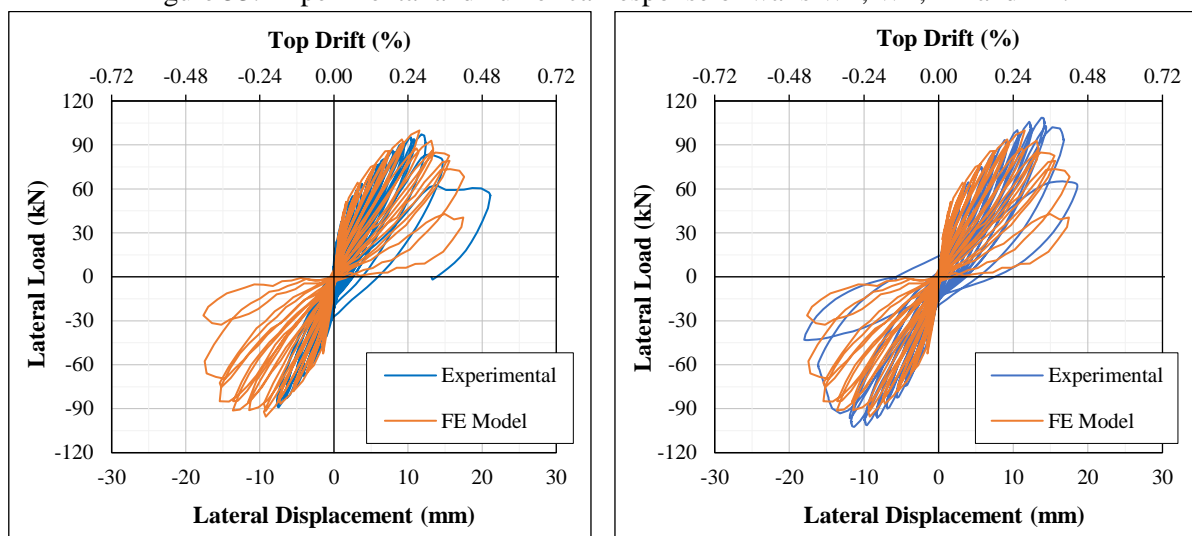 Top Drift (%)
-0.72 -0.48 -0.24 0.00 0.24 0.48 0.72
120
90
60
30
0
-30
-60
-90
-120
Lateral Load (kN)
Experimental
FE Model
-30 -20 -10 0 10 20 30
Lateral Displacement (mm)
Top Drift (%)
-0.72 -0.48 -0.24 0.00 0.24 0.48 0.72
120
90
60
30
0
-30
-60
-90
-120
Lateral Load (kN)
Experimental
FE Model
-30 -20 -10 0 10 20 30
Lateral Displacement (mm)